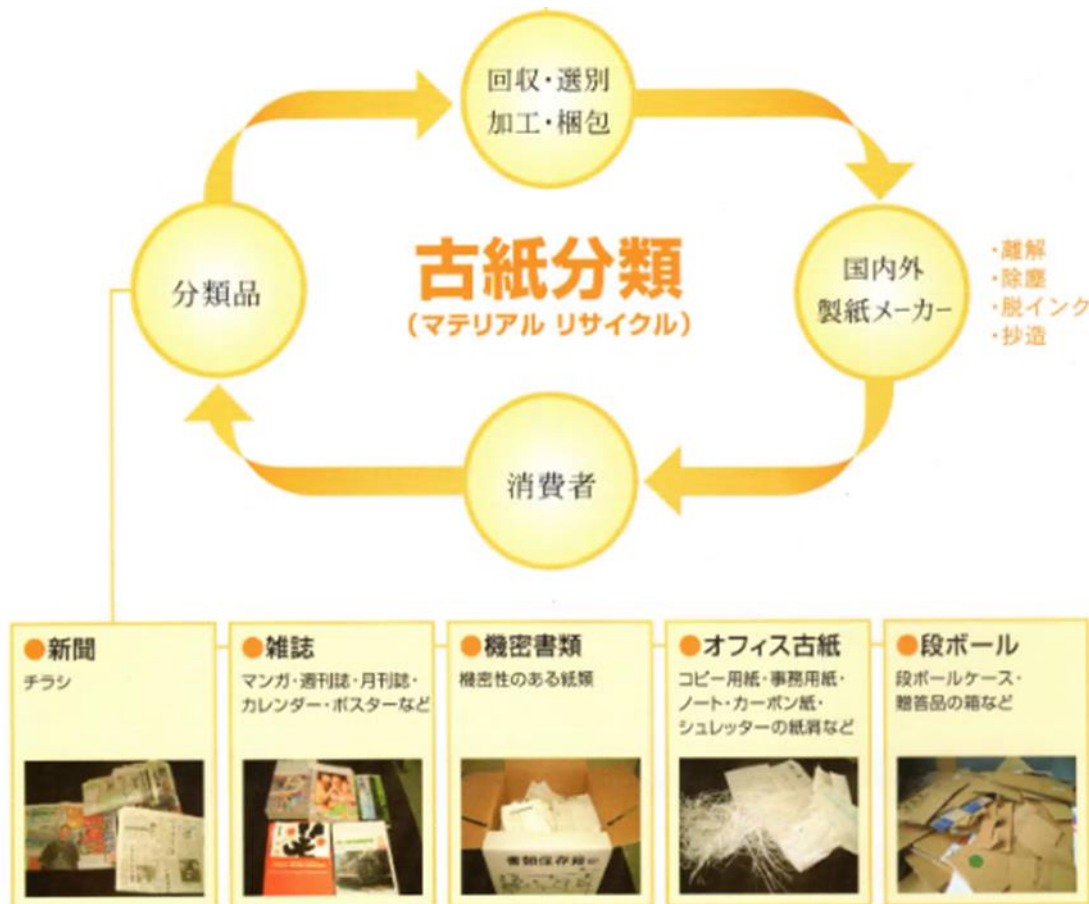 回収・選別
加工・梱包
古紙分類
(マテリアル リサイクル)
分類品
国内外
製紙メーカー
・離解
・除塵
・脱インク
・抄造
消費者
●新聞
チラシ
●雑誌
マンガ・週刊誌・月刊誌・
カレンダー・ポスターなど
●機密書類
機密性のある紙類
●オフィス古紙
コピー用紙・事務用紙・
ノート・カーボン紙・
シュレッターの紙屑など
●段ボール
段ボールケース・
贈答品の箱など
書類保存箱